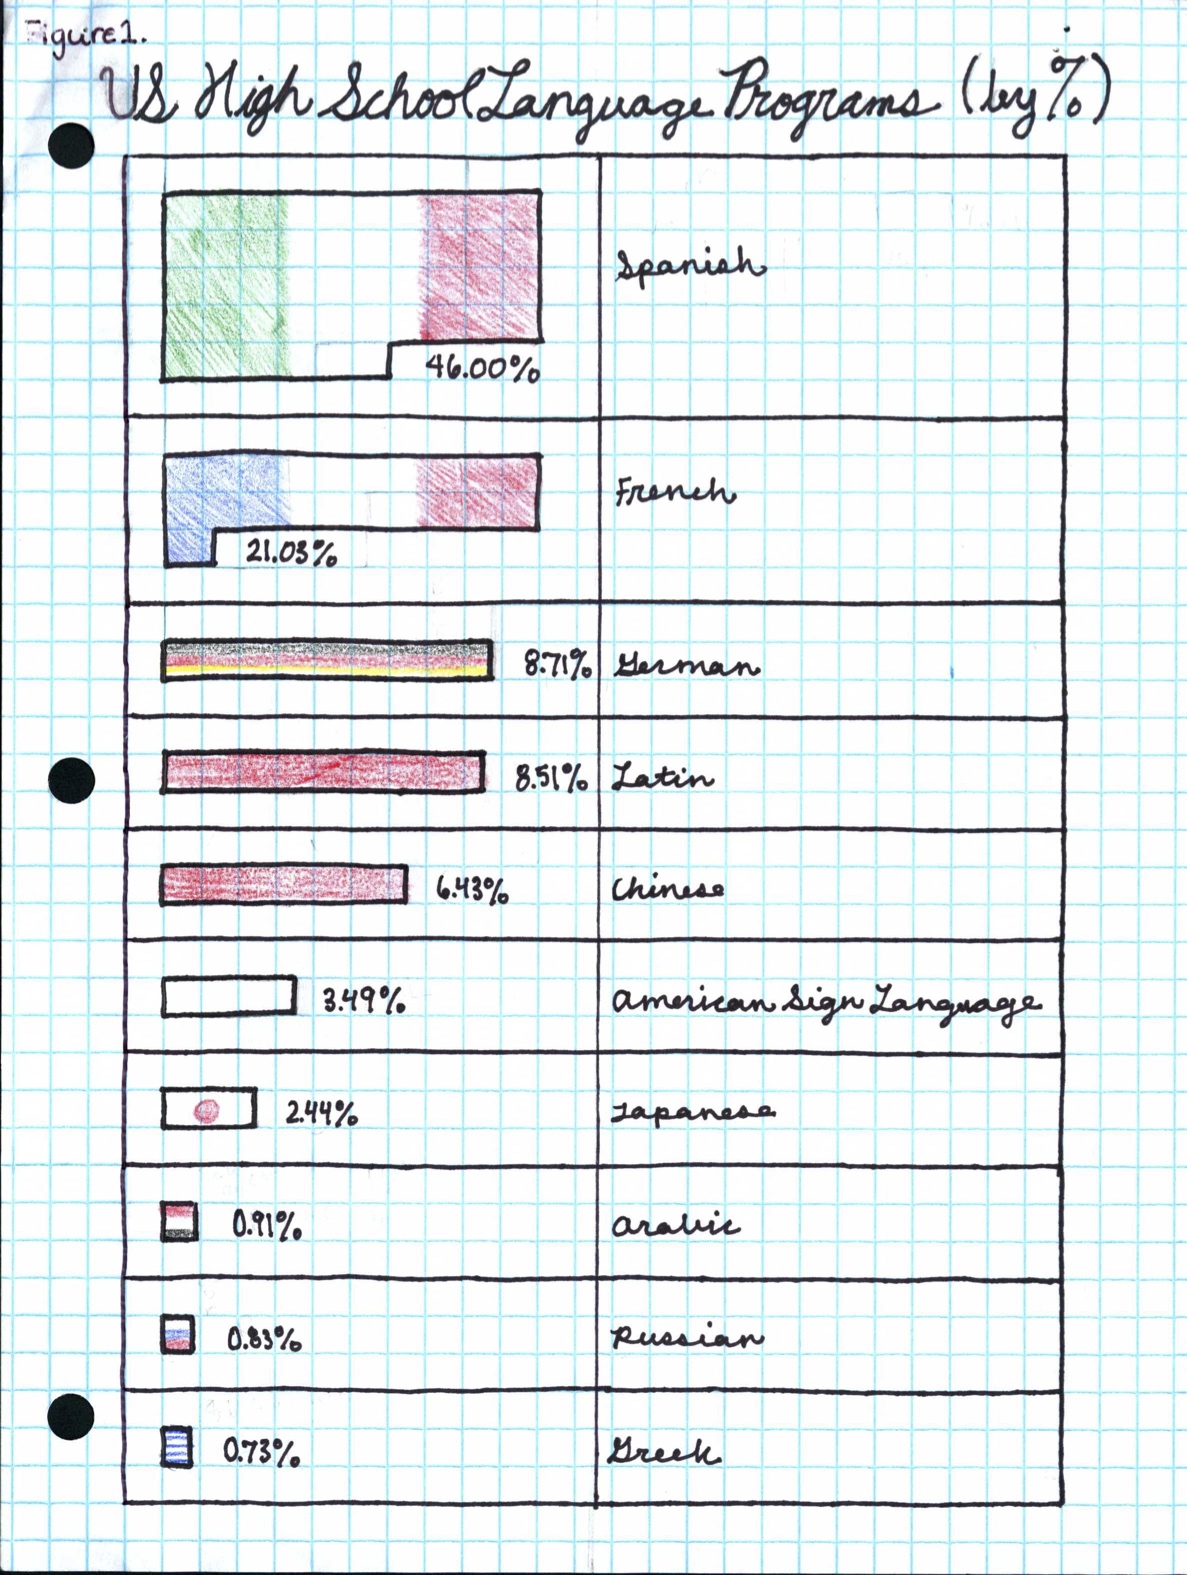 Figure 1.
US High School Language Programs (by %)
46.00% Spanish
21.03% French
8.71% German
8.51% Latin
6.43% Chinese
3.49% American Sign Language
2.44% Japanese
0.91% Arabic
0.83% Russian
0.73% Greek